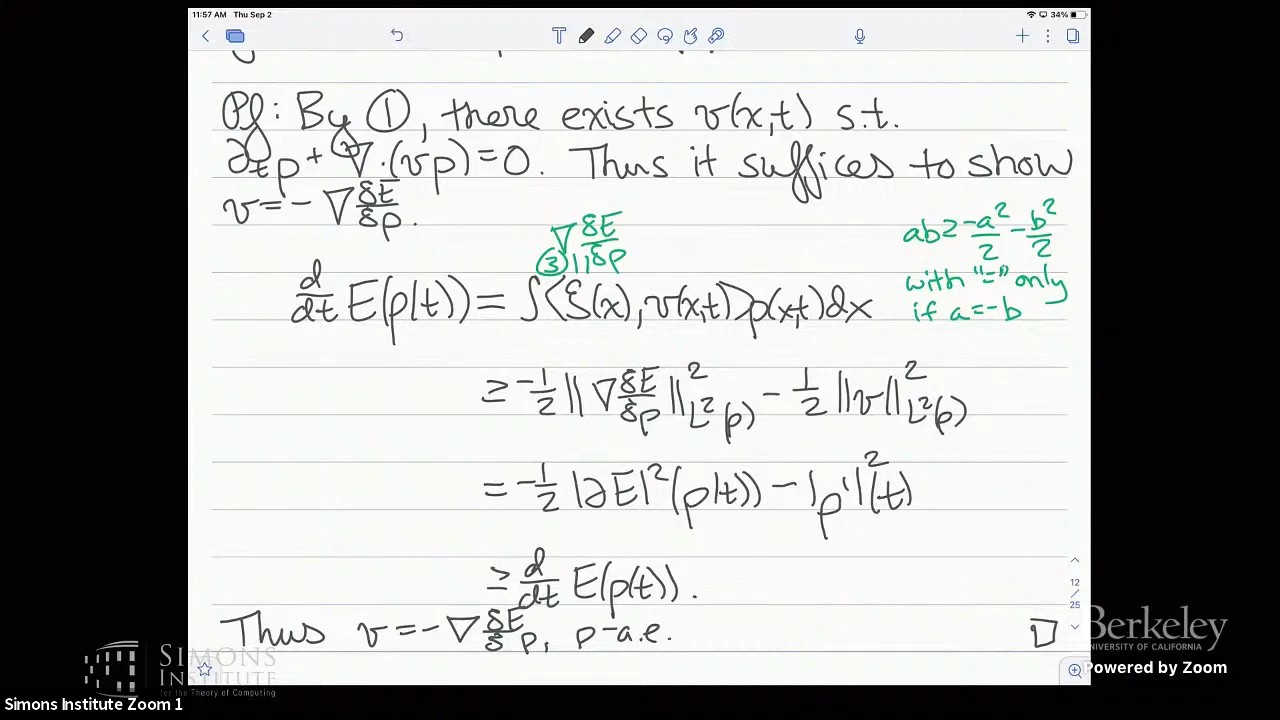 11:57 AM Thu Sep 2
34%
Pf: By ①, there exists v(x,t) s.t.
∂tρ + ∇·(vρ) = 0. Thus it suffices to show
v = -∇ δE/δρ.
∇ δE/δρ
③ ||
ab ≥ -a²/2 - b²/2
with "=" only
if a = -b
d/dt E(ρ(t)) = ∫⟨ξ(x), v(x,t)⟩ρ(x,t)dx
≥ -1/2 ||∇ δE/δρ||²_L²(ρ) - 1/2 ||v||²_L²(ρ)
= -1/2 |∂E|²(ρ(t)) - |ρ'|²(t)
≥ d/dt E(ρ(t)).
Thus v = -∇ δE/δρ, ρ-a.e. □
12
/
25
SIMONS
INSTITUTE
for the Theory of Computing
Berkeley
UNIVERSITY OF CALIFORNIA
Powered by Zoom
Simons Institute Zoom 1